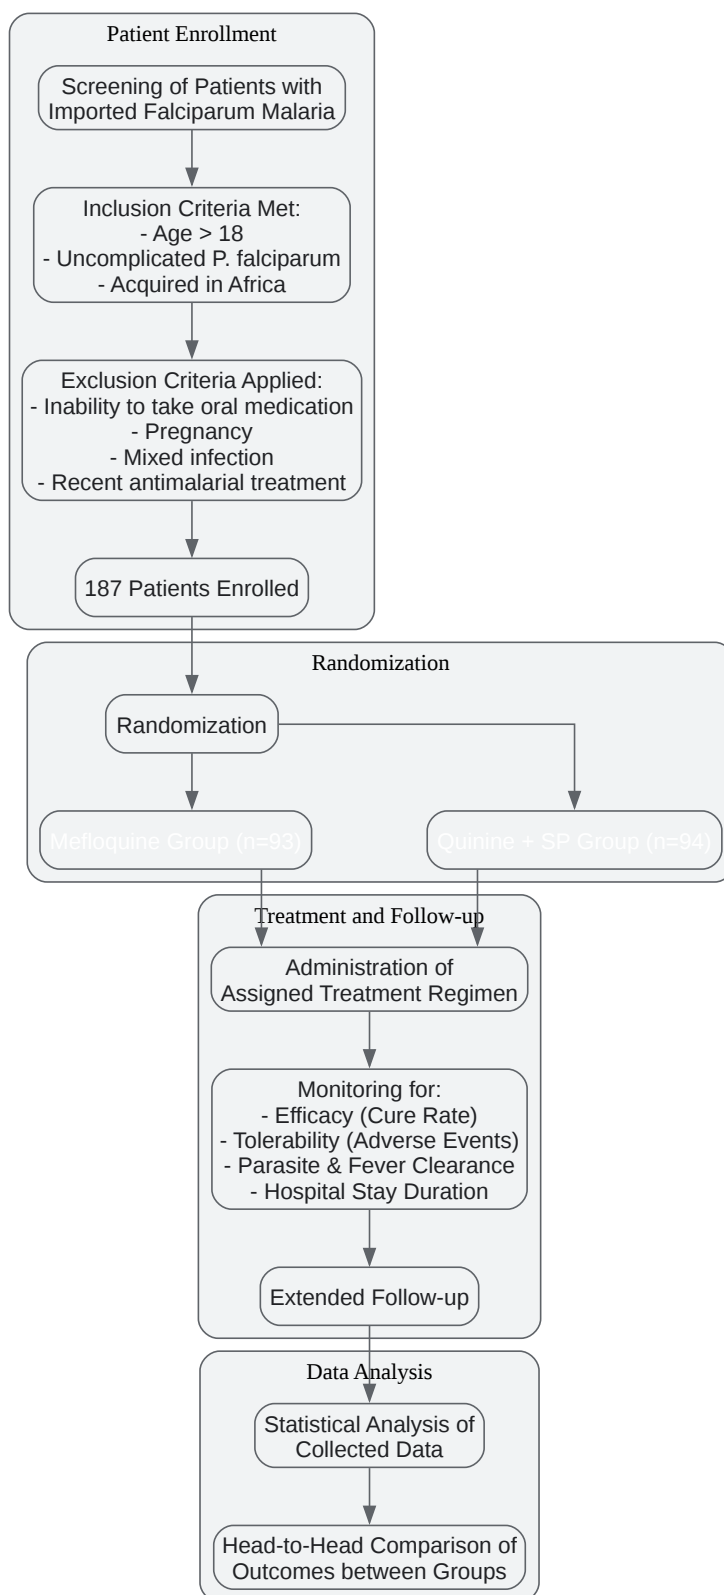 Patient Enrollment
Screening of Patients with
Imported Falciparum Malaria
Inclusion Criteria Met:
- Age > 18
- Uncomplicated P. falciparum
- Acquired in Africa
Exclusion Criteria Applied:
- Inability to take oral medication
- Pregnancy
- Mixed infection
- Recent antimalarial treatment
187 Patients Enrolled
Randomization
Randomization
Mefloquine Group (n=93)
Quinine + SP Group (n=94)
Treatment and Follow-up
Administration of
Assigned Treatment Regimen
Monitoring for:
- Efficacy (Cure Rate)
- Tolerability (Adverse Events)
- Parasite & Fever Clearance
- Hospital Stay Duration
Extended Follow-up
Data Analysis
Statistical Analysis of
Collected Data
Head-to-Head Comparison of
Outcomes between Groups